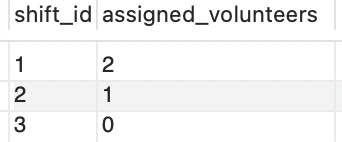 shift_id assigned_volunteers
1 2
2 1
3 0